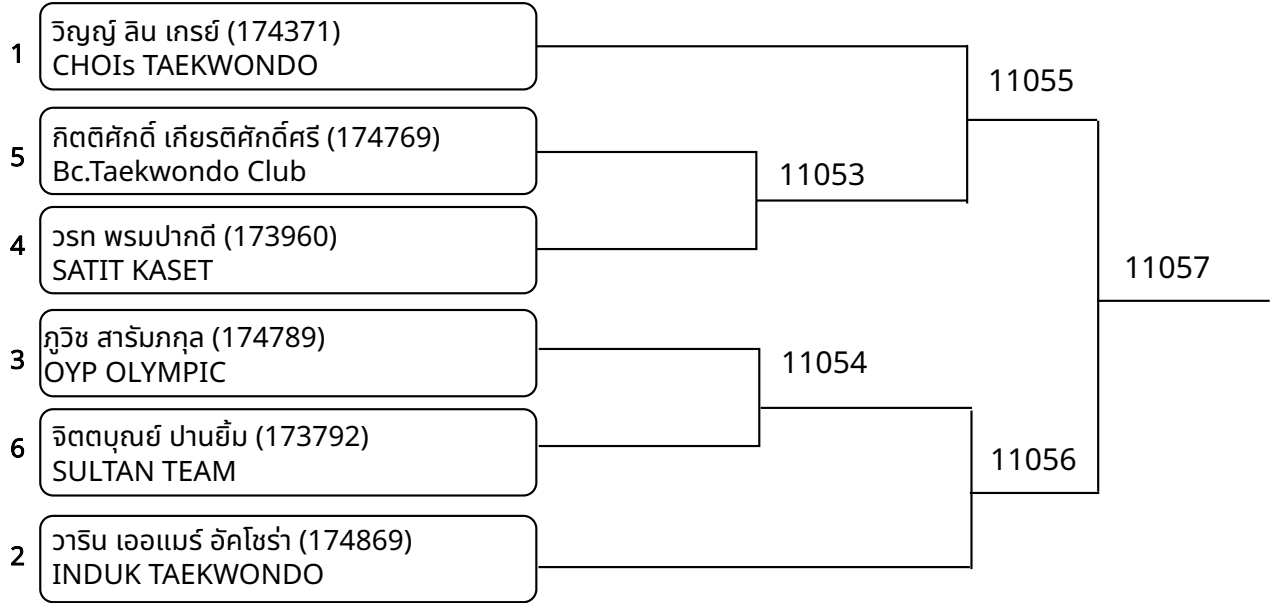 1
วิญญ์ ลิน เกรย์ (174371)
CHOIs TAEKWONDO
11055
5
กิตติศักดิ์ เกียรติศักดิ์ศรี (174769)
Bc.Taekwondo Club
11053
4
วรท พรมปากดี (173960)
SATIT KASET
11057
3
ภูวิช สารัมภกุล (174789)
OYP OLYMPIC
11054
6
จิตตบุณย์ ปานยิ้ม (173792)
SULTAN TEAM
11056
2
วาริน เออแมร์ อัคโชร่า (174869)
INDUK TAEKWONDO